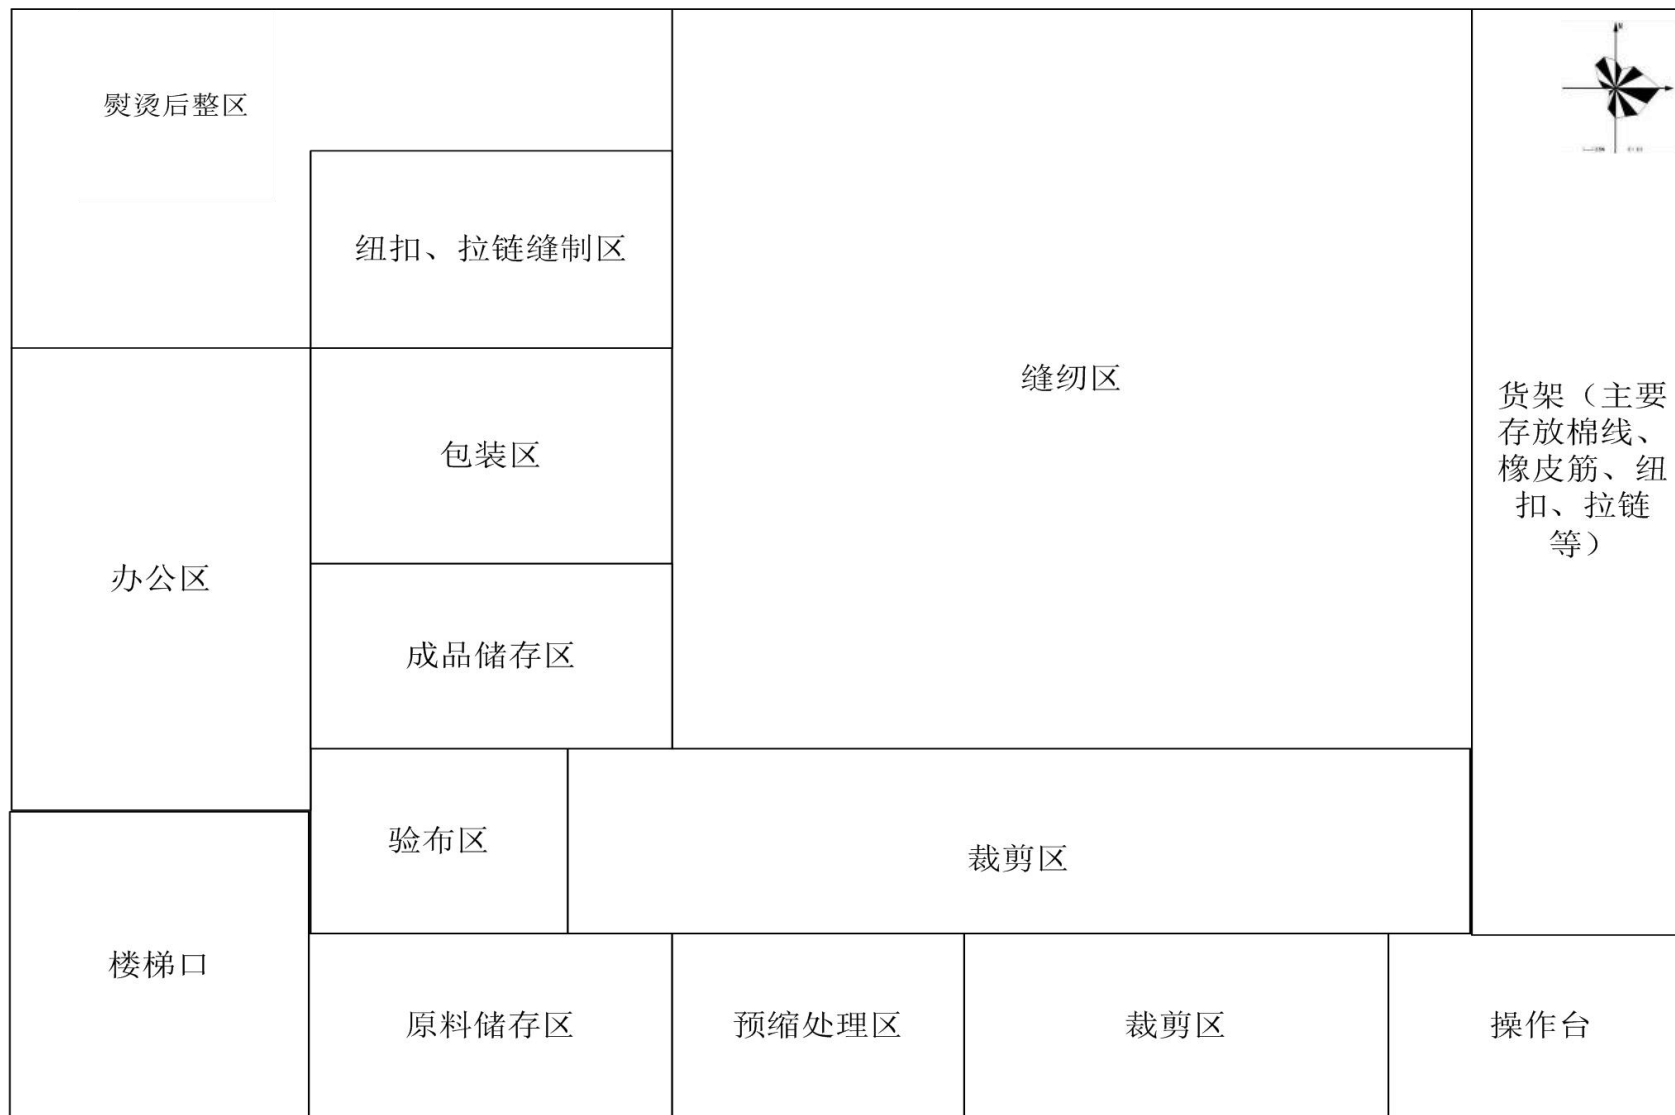 熨烫后整区
纽扣、拉链缝制区
缝纫区
货架（主要
存放棉线、
橡皮筋、纽
扣、拉链
等）
包装区
办公区
成品储存区
验布区
裁剪区
楼梯口
原料储存区
预缩处理区
裁剪区
操作台